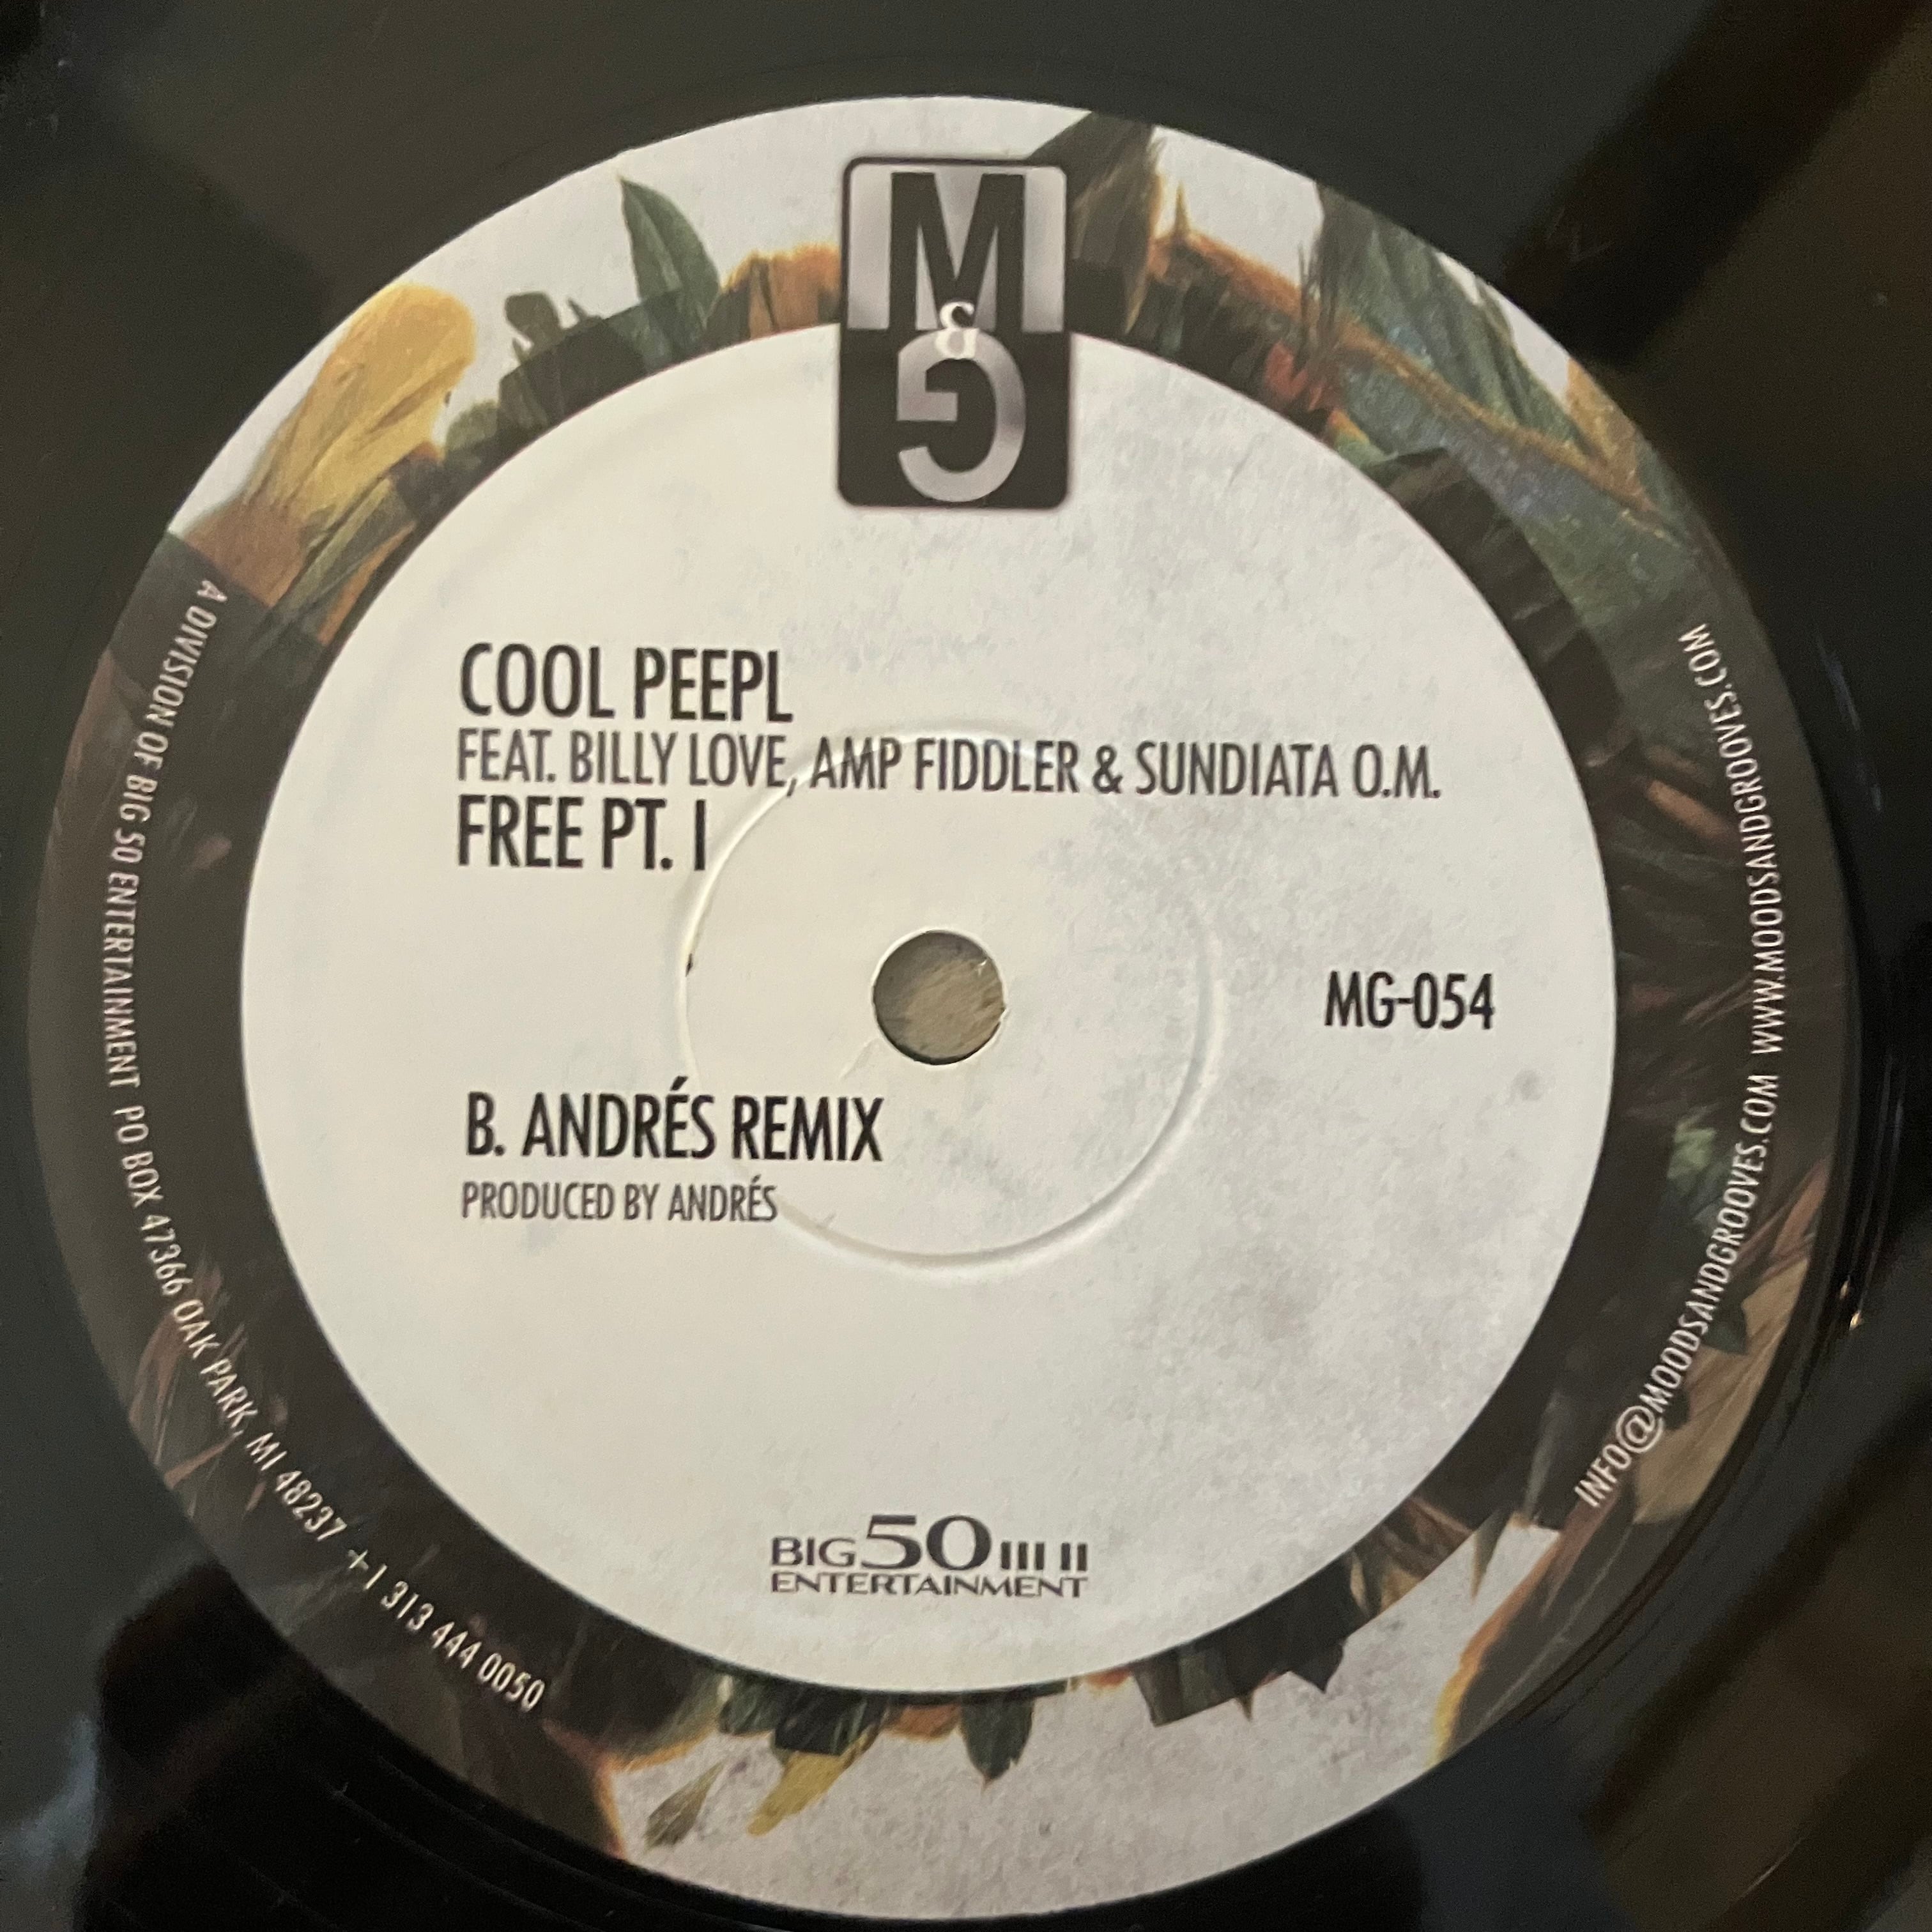 M
&
G
COOL PEEPL
FEAT. BILLY LOVE, AMP FIDDLER & SUNDIATA O.M.
FREE PT. I
MG-054
B. ANDRÉS REMIX
PRODUCED BY ANDRÉS
BIG 50
ENTERTAINMENT
A DIVISION OF BIG 50 ENTERTAINMENT PO BOX 47366 OAK PARK, MI 48237 +1 313 444 0050
INFO@MOODSANDGROOVES.COM WWW.MOODSANDGROOVES.COM